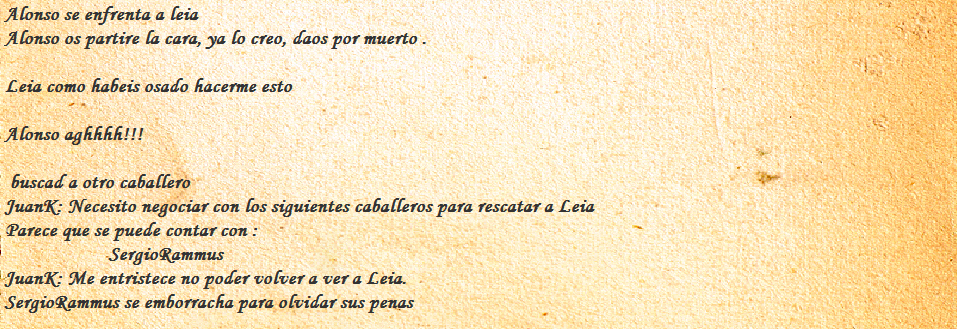 Alonso se enfrenta a leia
Alonso os partire la cara, ya lo creo, daos por muerto .
Leia como habeis osado hacerme esto
Alonso aghhhh!!!
buscad a otro caballero
JuanK: Necesito negociar con los siguientes caballeros para rescatar a Leia
Parece que se puede contar con :
SergioRammus
JuanK: Me entristece no poder volver a ver a Leia.
SergioRammus se emborracha para olvidar sus penas